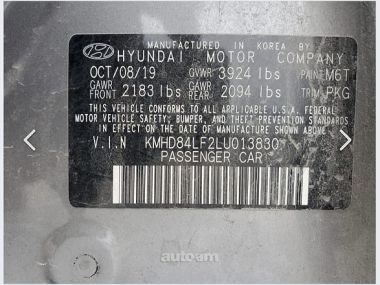 MANUFACTURED IN KOREA BY
HYUNDAI MOTOR COMPANY
OCT/08/19 GVWR 3924 lbs PAINT M6T
GAWR FRONT 2183 lbs GAWR REAR 2094 lbs TRIM PKG
THIS VEHICLE CONFORMS TO ALL APPLICABLE U.S.A. FEDERAL
MOTOR VEHICLE SAFETY, BUMPER, AND THEFT PREVENTION STANDARDS
IN EFFECT ON THE DATE OF MANUFACTURE SHOWN ABOVE.
V.I.N KMHD84LF2LU013830
PASSENGER CAR
auto.am